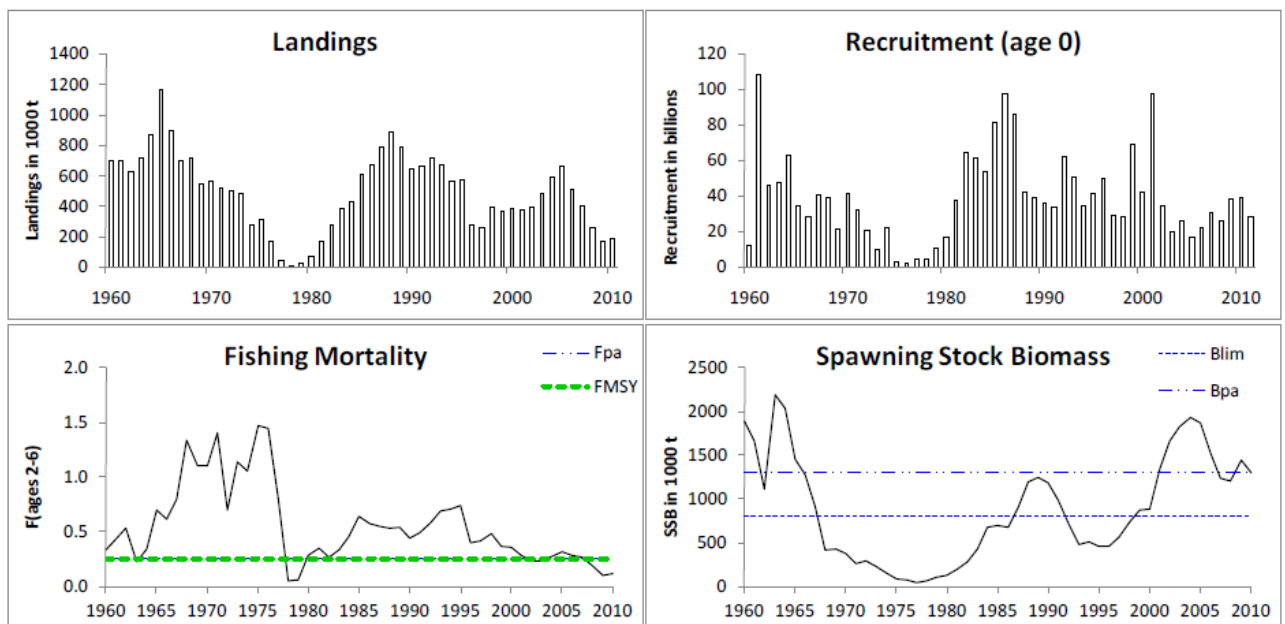 Landings
Landings in 1000 t
1400
1200
1000
800
600
400
200
0
1960 1970 1980 1990 2000 2010
Recruitment (age 0)
Recruitment in billions
120
100
80
60
40
20
0
1960 1970 1980 1990 2000 2010
Fishing Mortality
Fpa
FMSY
F(ages 2-6)
2.0
1.5
1.0
0.5
0.0
1960 1965 1970 1975 1980 1985 1990 1995 2000 2005 2010
Spawning Stock Biomass
Blim
Bpa
SSB in 1000 t
2500
2000
1500
1000
500
0
1960 1965 1970 1975 1980 1985 1990 1995 2000 2005 2010